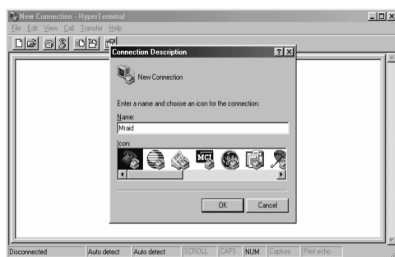 New Connection - HyperTerminal
File Edit View Call Transfer Help
Connection Description
New Connection
Enter a name and choose an icon for the connection:
Name:
Mraid
Icon:
MCI
OK Cancel
Disconnected Auto detect Auto detect SCROLL CAPS NUM Capture Print echo